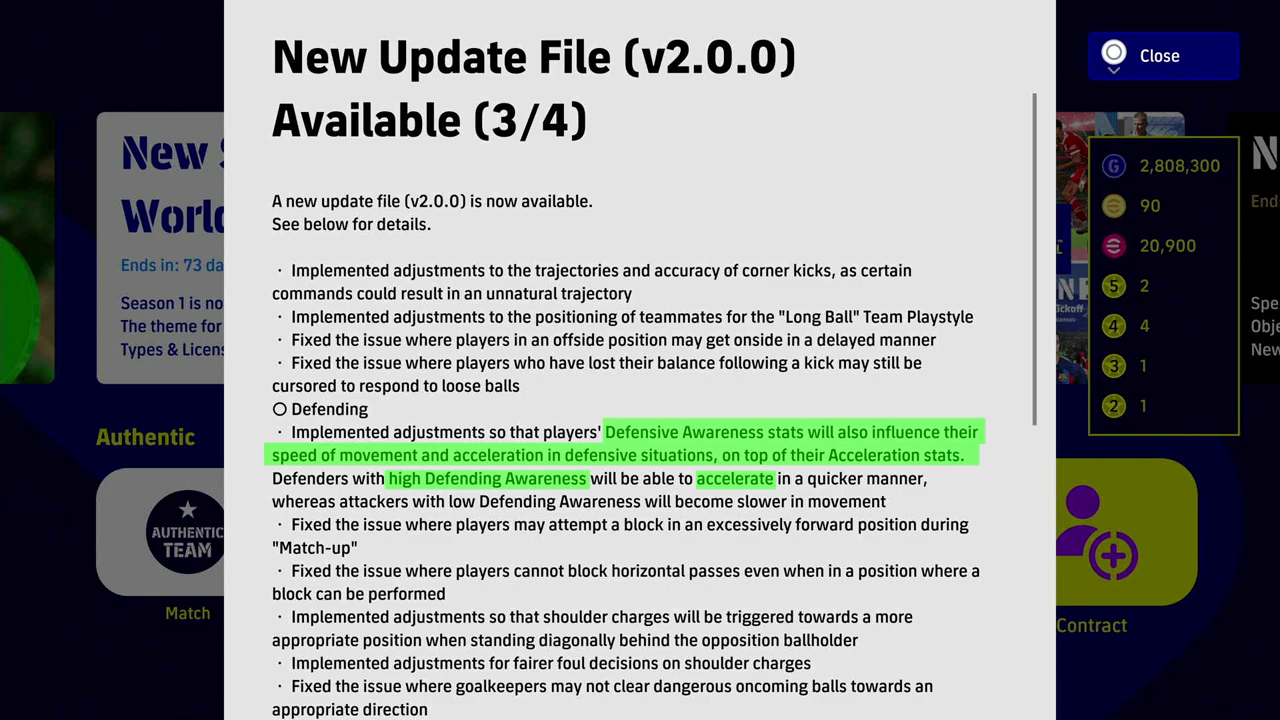 New Update File (v2.0.0)
Available (3/4)
Close
A new update file (v2.0.0) is now available.
See below for details.
· Implemented adjustments to the trajectories and accuracy of corner kicks, as certain
commands could result in an unnatural trajectory
· Implemented adjustments to the positioning of teammates for the "Long Ball" Team Playstyle
· Fixed the issue where players in an offside position may get onside in a delayed manner
· Fixed the issue where players who have lost their balance following a kick may still be
cursored to respond to loose balls
○ Defending
· Implemented adjustments so that players' Defensive Awareness stats will also influence their
speed of movement and acceleration in defensive situations, on top of their Acceleration stats.
Defenders with high Defending Awareness will be able to accelerate in a quicker manner,
whereas attackers with low Defending Awareness will become slower in movement
· Fixed the issue where players may attempt a block in an excessively forward position during
"Match-up"
· Fixed the issue where players cannot block horizontal passes even when in a position where a
block can be performed
· Implemented adjustments so that shoulder charges will be triggered towards a more
appropriate position when standing diagonally behind the opposition ballholder
· Implemented adjustments for fairer foul decisions on shoulder charges
· Fixed the issue where goalkeepers may not clear dangerous oncoming balls towards an
appropriate direction
New
World
Ends in: 73 da
Season 1 is no
The theme for
Types & Licen
Authentic
AUTHENTIC
TEAM
Match
G 2,808,300
90
20,900
5 2
4 4
3 1
2 1
kickoff
N
End
Spe
Obje
New
Contract